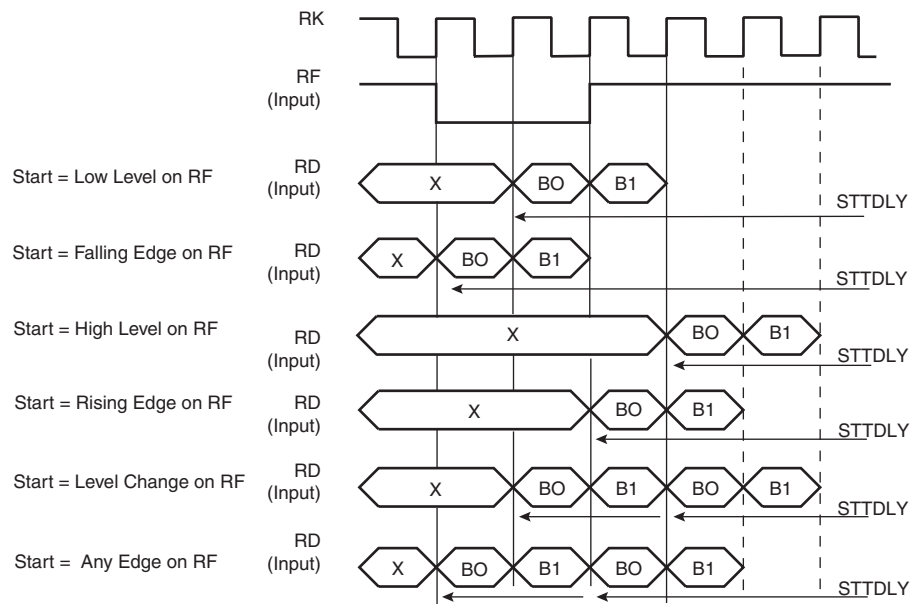 RK
RF
(Input)
Start = Low Level on RF
RD
(Input)
X
BO
B1
STTDLY
Start = Falling Edge on RF
RD
(Input)
X
BO
B1
STTDLY
Start = High Level on RF
RD
(Input)
X
BO
B1
STTDLY
Start = Rising Edge on RF
RD
(Input)
X
BO
B1
STTDLY
Start = Level Change on RF
RD
(Input)
X
BO
B1
BO
B1
STTDLY
Start = Any Edge on RF
RD
(Input)
X
BO
B1
BO
B1
STTDLY